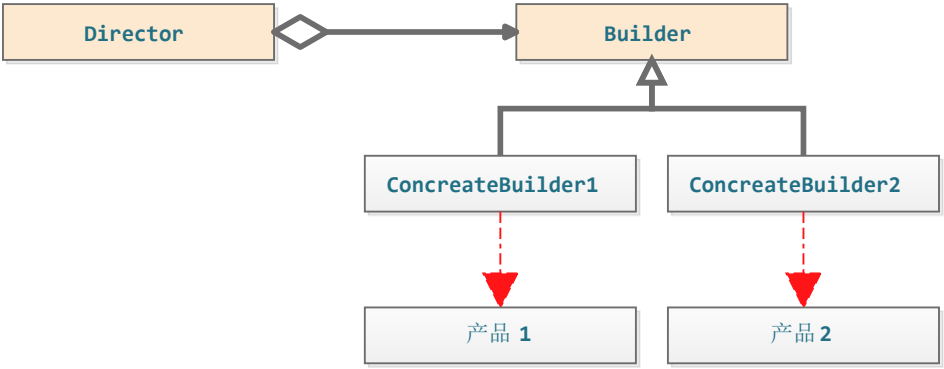 Director
Builder
ConcreateBuilder1
ConcreateBuilder2
产品 1
产品 2